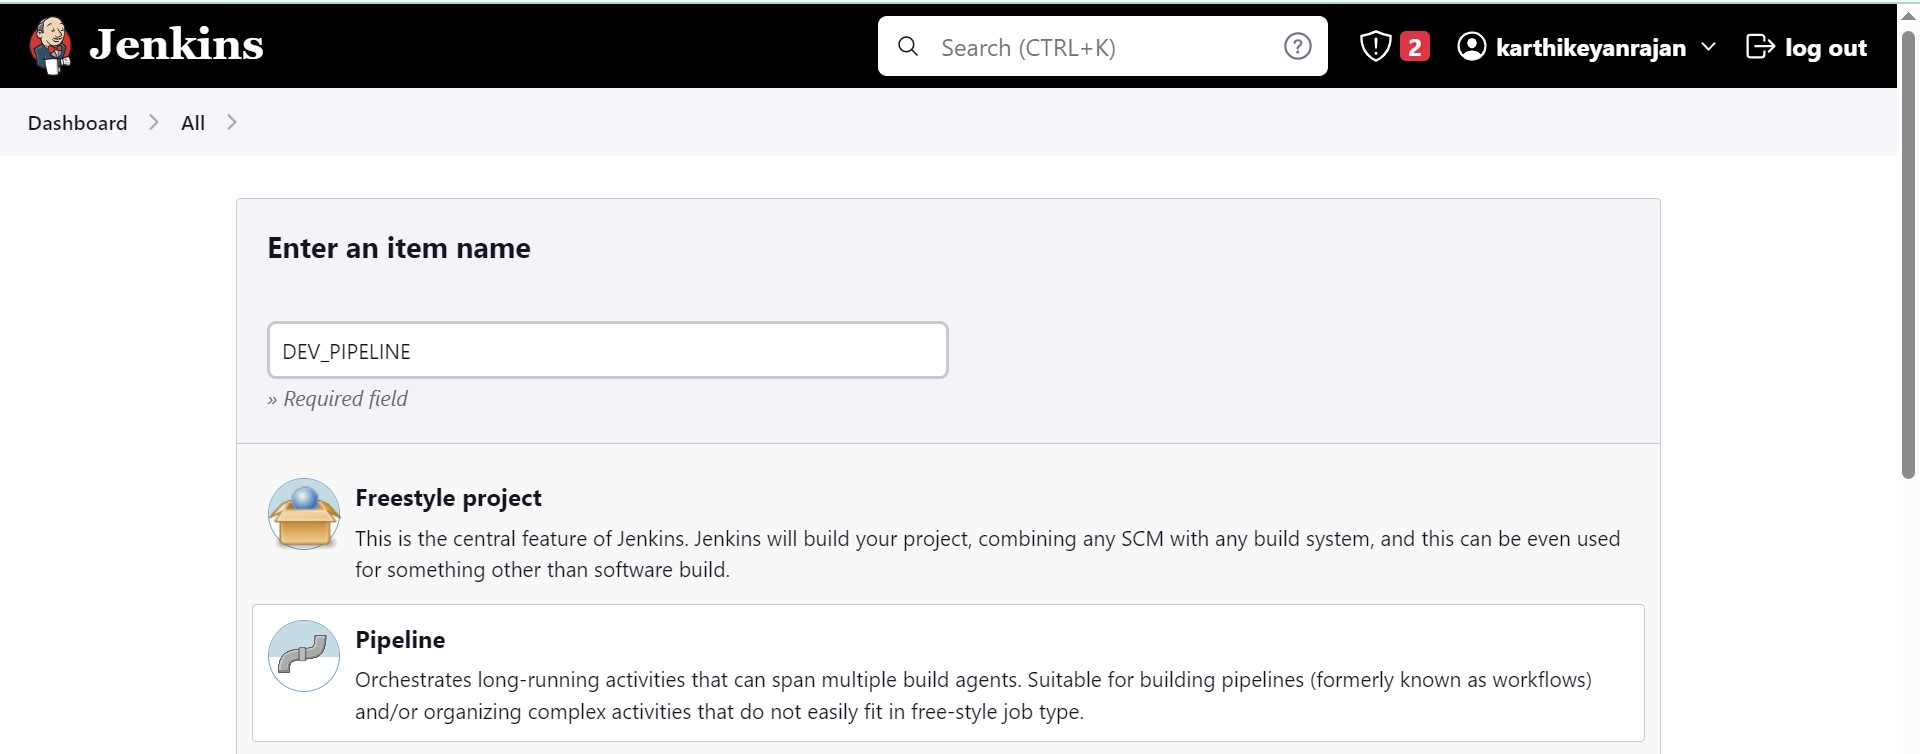 Jenkins
Search (CTRL+K)
2
karthikeyanrajan
log out
Dashboard
All
Enter an item name
DEV_PIPELINE
» Required field
Freestyle project
This is the central feature of Jenkins. Jenkins will build your project, combining any SCM with any build system, and this can be even used
for something other than software build.
Pipeline
Orchestrates long-running activities that can span multiple build agents. Suitable for building pipelines (formerly known as workflows)
and/or organizing complex activities that do not easily fit in free-style job type.